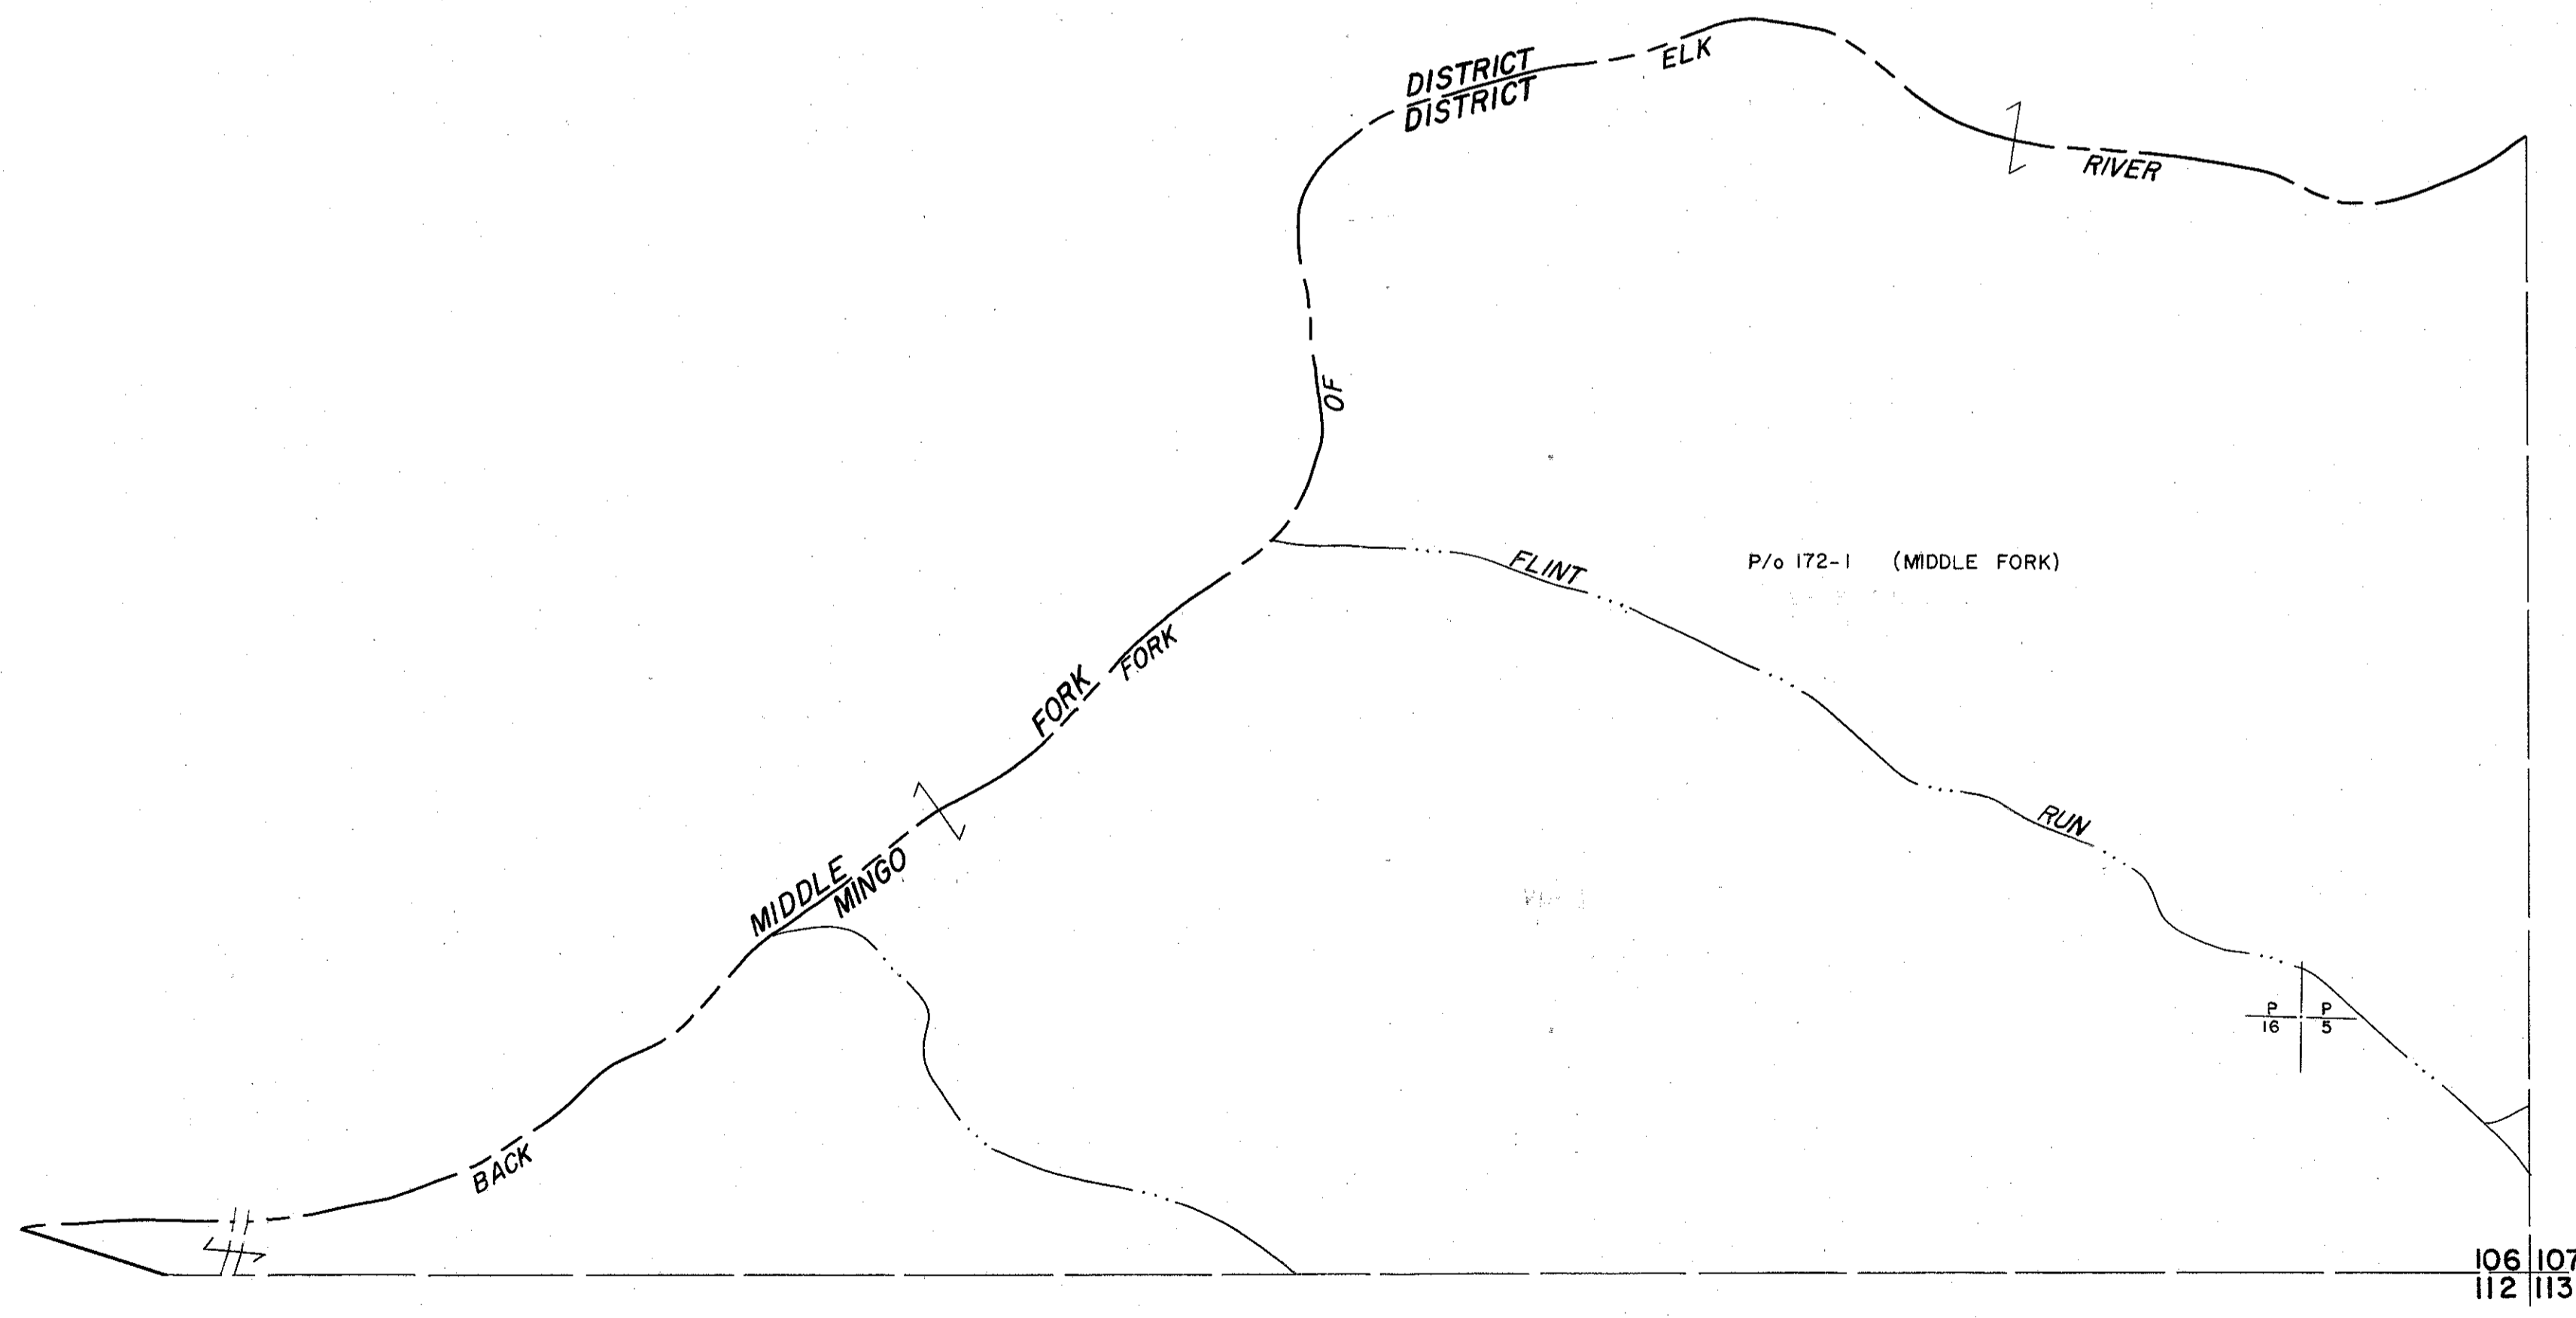 DISTRICT
DISTRICT
ELK
RIVER
OF
FLINT
P/o 172-1 (MIDDLE FORK)
FORK
FORK
RUN
MIDDLE
MINGO
P P
16 5
BACK
106 107
112 113